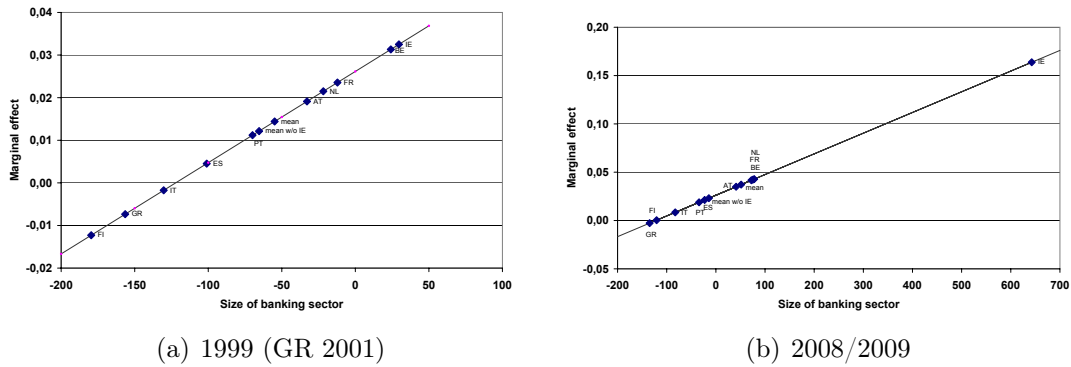 0,04
0,03
0,02
0,01
0,00
-0,01
-0,02
Marginal effect
IE
BE
FR
NL
AT
mean
mean w/o IE
PT
ES
IT
GR
FI
-200 -150 -100 -50 0 50 100
Size of banking sector
(a) 1999 (GR 2001)
0,20
0,15
0,10
0,05
0,00
-0,05
Marginal effect
IE
NL
FR
BE
AT
mean
mean w/o IE
ES
PT
IT
FI
GR
-200 -100 0 100 200 300 400 500 600 700
Size of banking sector
(b) 2008/2009